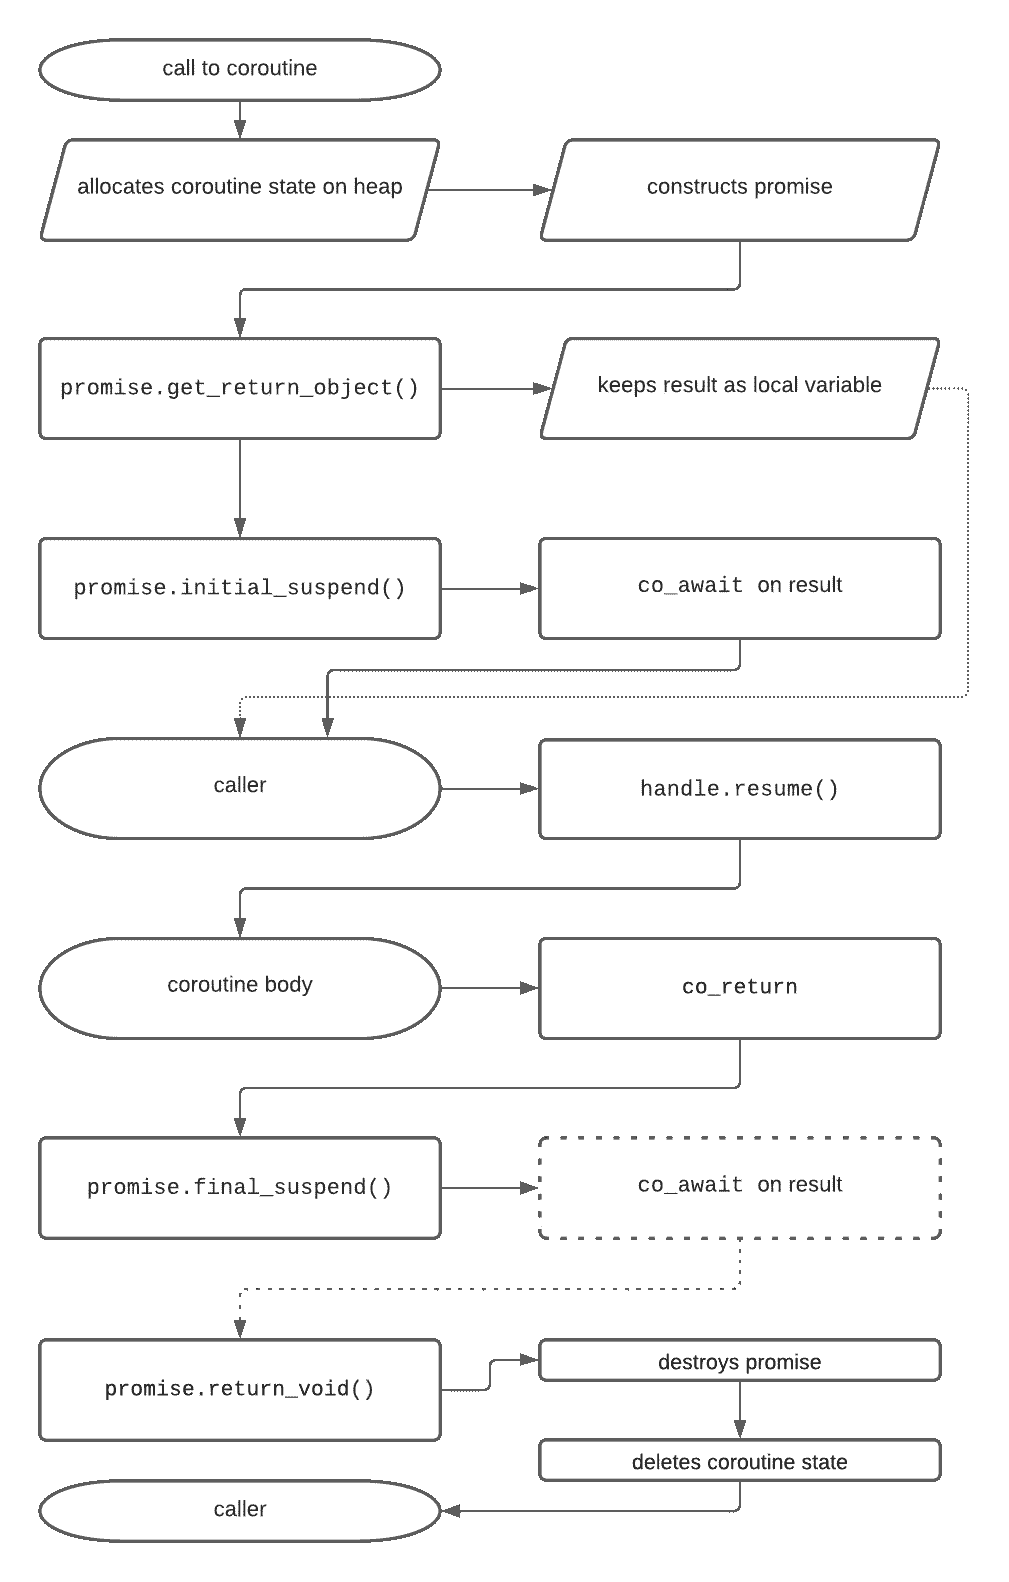 call to coroutine
allocates coroutine state on heap
constructs promise
promise.get_return_object()
keeps result as local variable
promise.initial_suspend()
co_await on result
caller
handle.resume()
coroutine body
co_return
promise.final_suspend()
co_await on result
promise.return_void()
destroys promise
deletes coroutine state
caller